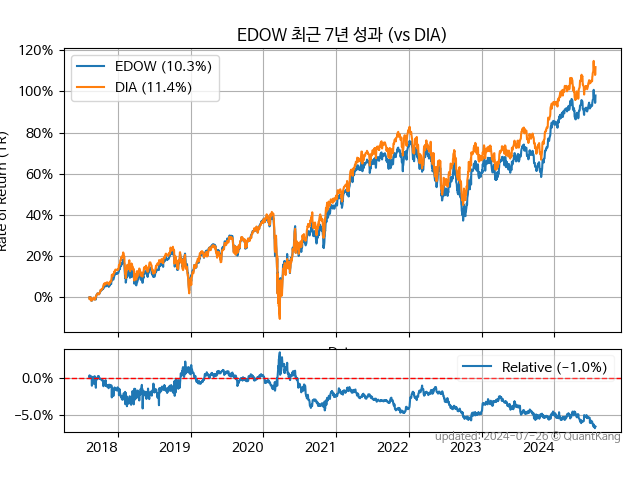 EDOW 최근 7년 성과 (vs DIA)
120%
100%
80%
60%
40%
20%
0%
Rate of Return (TR)
EDOW (10.3%)
DIA (11.4%)
0.0%
−5.0%
Relative (−1.0%)
2018
2019
2020
2021
2022
2023
2024
updated: 2024-07-26 © QuantKang